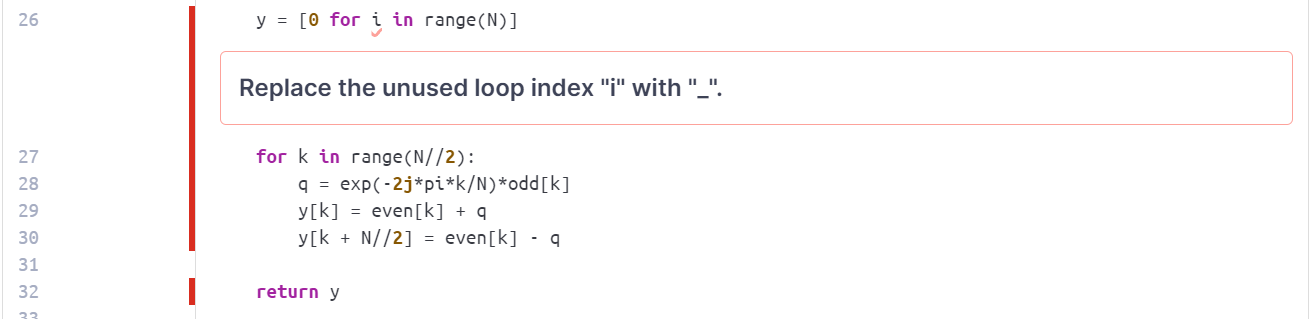 26 y = [0 for i in range(N)]
Replace the unused loop index "i" with "_".
27 for k in range(N//2):
28 q = exp(-2j*pi*k/N)*odd[k]
29 y[k] = even[k] + q
30 y[k + N//2] = even[k] - q
31
32 return y
33